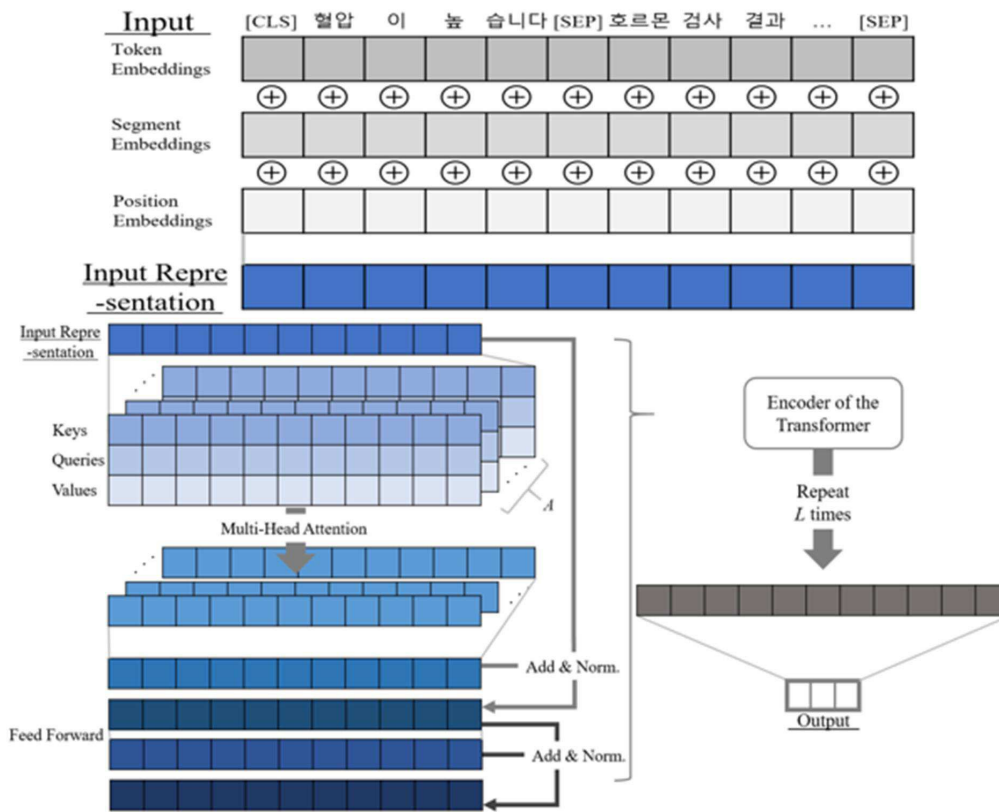 Input [CLS] 혈압 이 높 습니다 [SEP] 호르몬 검사 결과 ... [SEP]
Token
Embeddings
Segment
Embeddings
Position
Embeddings
Input Repre
-sentation
Input Repre
-sentation
Keys
Queries
Values
A
Multi-Head Attention
Add & Norm.
Feed Forward
Add & Norm.
Encoder of the
Transformer
Repeat
L times
Output